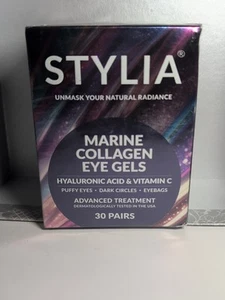 STYLIA®
UNMASK YOUR NATURAL RADIANCE
MARINE
COLLAGEN
EYE GELS
HYALURONIC ACID & VITAMIN C
PUFFY EYES • DARK CIRCLES • EYEBAGS
ADVANCED TREATMENT
DERMATOLOGICALLY TESTED IN THE USA
30 PAIRS